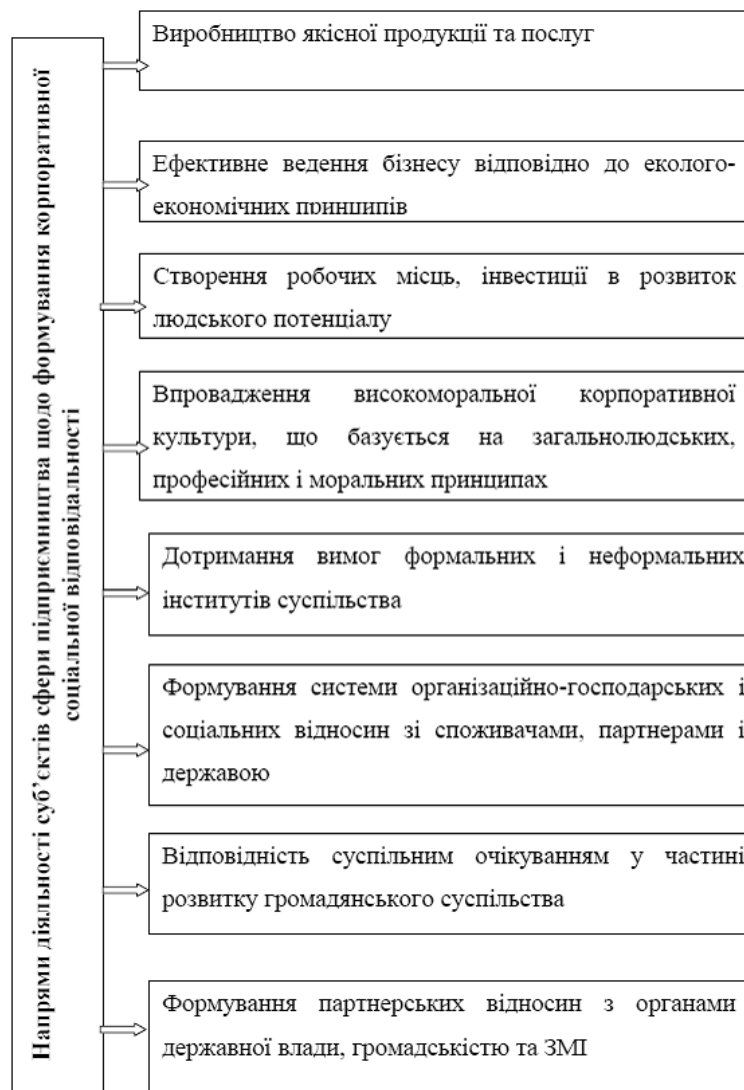 Напрями діяльності суб’єктів сфери підприємництва щодо формування корпоративної
соціальної відповідальності
Виробництво якісної продукції та послуг
Ефективне ведення бізнесу відповідно до еколого-
економічних принципів
Створення робочих місць, інвестиції в розвиток
людського потенціалу
Впровадження високоморальної корпоративної
культури, що базується на загальнолюдських,
професійних і моральних принципах
Дотримання вимог формальних і неформальних
інститутів суспільства
Формування системи організаційно-господарських і
соціальних відносин зі споживачами, партнерами і
державою
Відповідність суспільним очікуванням у частині
розвитку громадянського суспільства
Формування партнерських відносин з органами
державної влади, громадськістю та ЗМІ